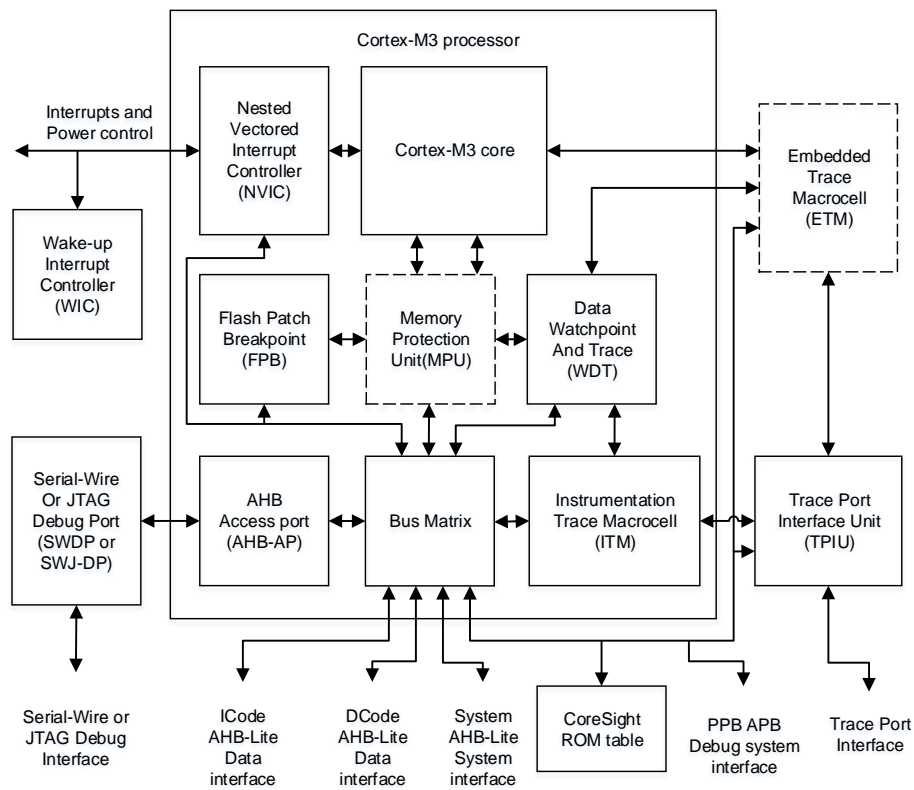 Cortex-M3 processor
Interrupts and
Power control
Nested
Vectored
Interrupt
Controller
(NVIC)
Cortex-M3 core
Embedded
Trace
Macrocell
(ETM)
Wake-up
Interrupt
Controller
(WIC)
Flash Patch
Breakpoint
(FPB)
Memory
Protection
Unit(MPU)
Data
Watchpoint
And Trace
(WDT)
Serial-Wire
Or JTAG
Debug Port
(SWDP or
SWJ-DP)
AHB
Access port
(AHB-AP)
Bus Matrix
Instrumentation
Trace Macrocell
(ITM)
Trace Port
Interface Unit
(TPIU)
Serial-Wire or
JTAG Debug
Interface
ICode
AHB-Lite
Data
interface
DCode
AHB-Lite
Data
interface
System
AHB-Lite
System
interface
CoreSight
ROM table
PPB APB
Debug system
interface
Trace Port
Interface